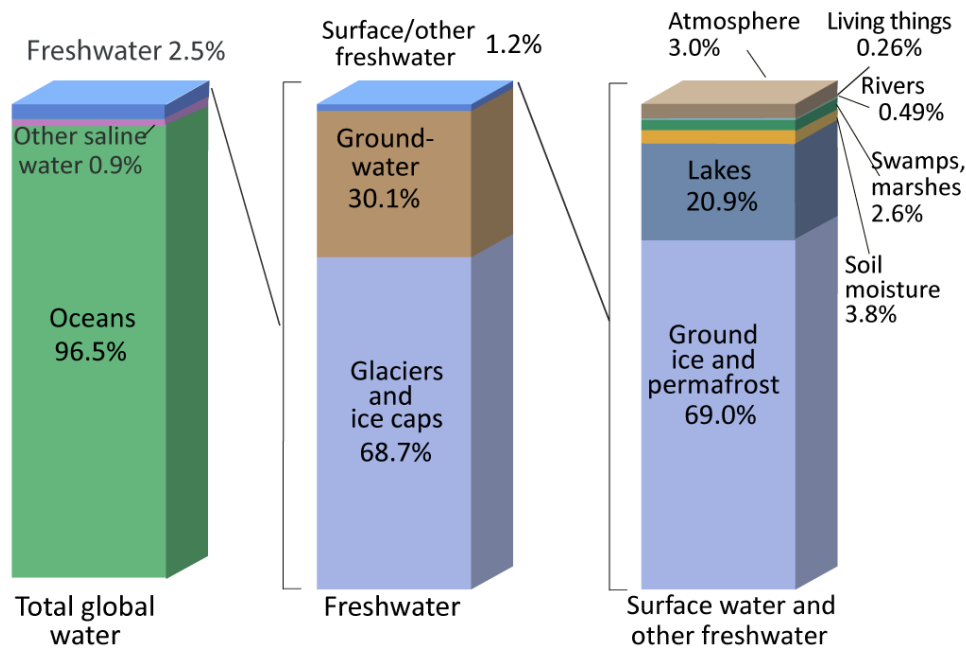 Freshwater 2.5%
Other saline
water 0.9%
Oceans
96.5%
Total global
water
Surface/other
freshwater
1.2%
Ground-
water
30.1%
Glaciers
and
ice caps
68.7%
Freshwater
Atmosphere
3.0%
Living things
0.26%
Rivers
0.49%
Swamps,
marshes
2.6%
Soil
moisture
3.8%
Lakes
20.9%
Ground
ice and
permafrost
69.0%
Surface water and
other freshwater